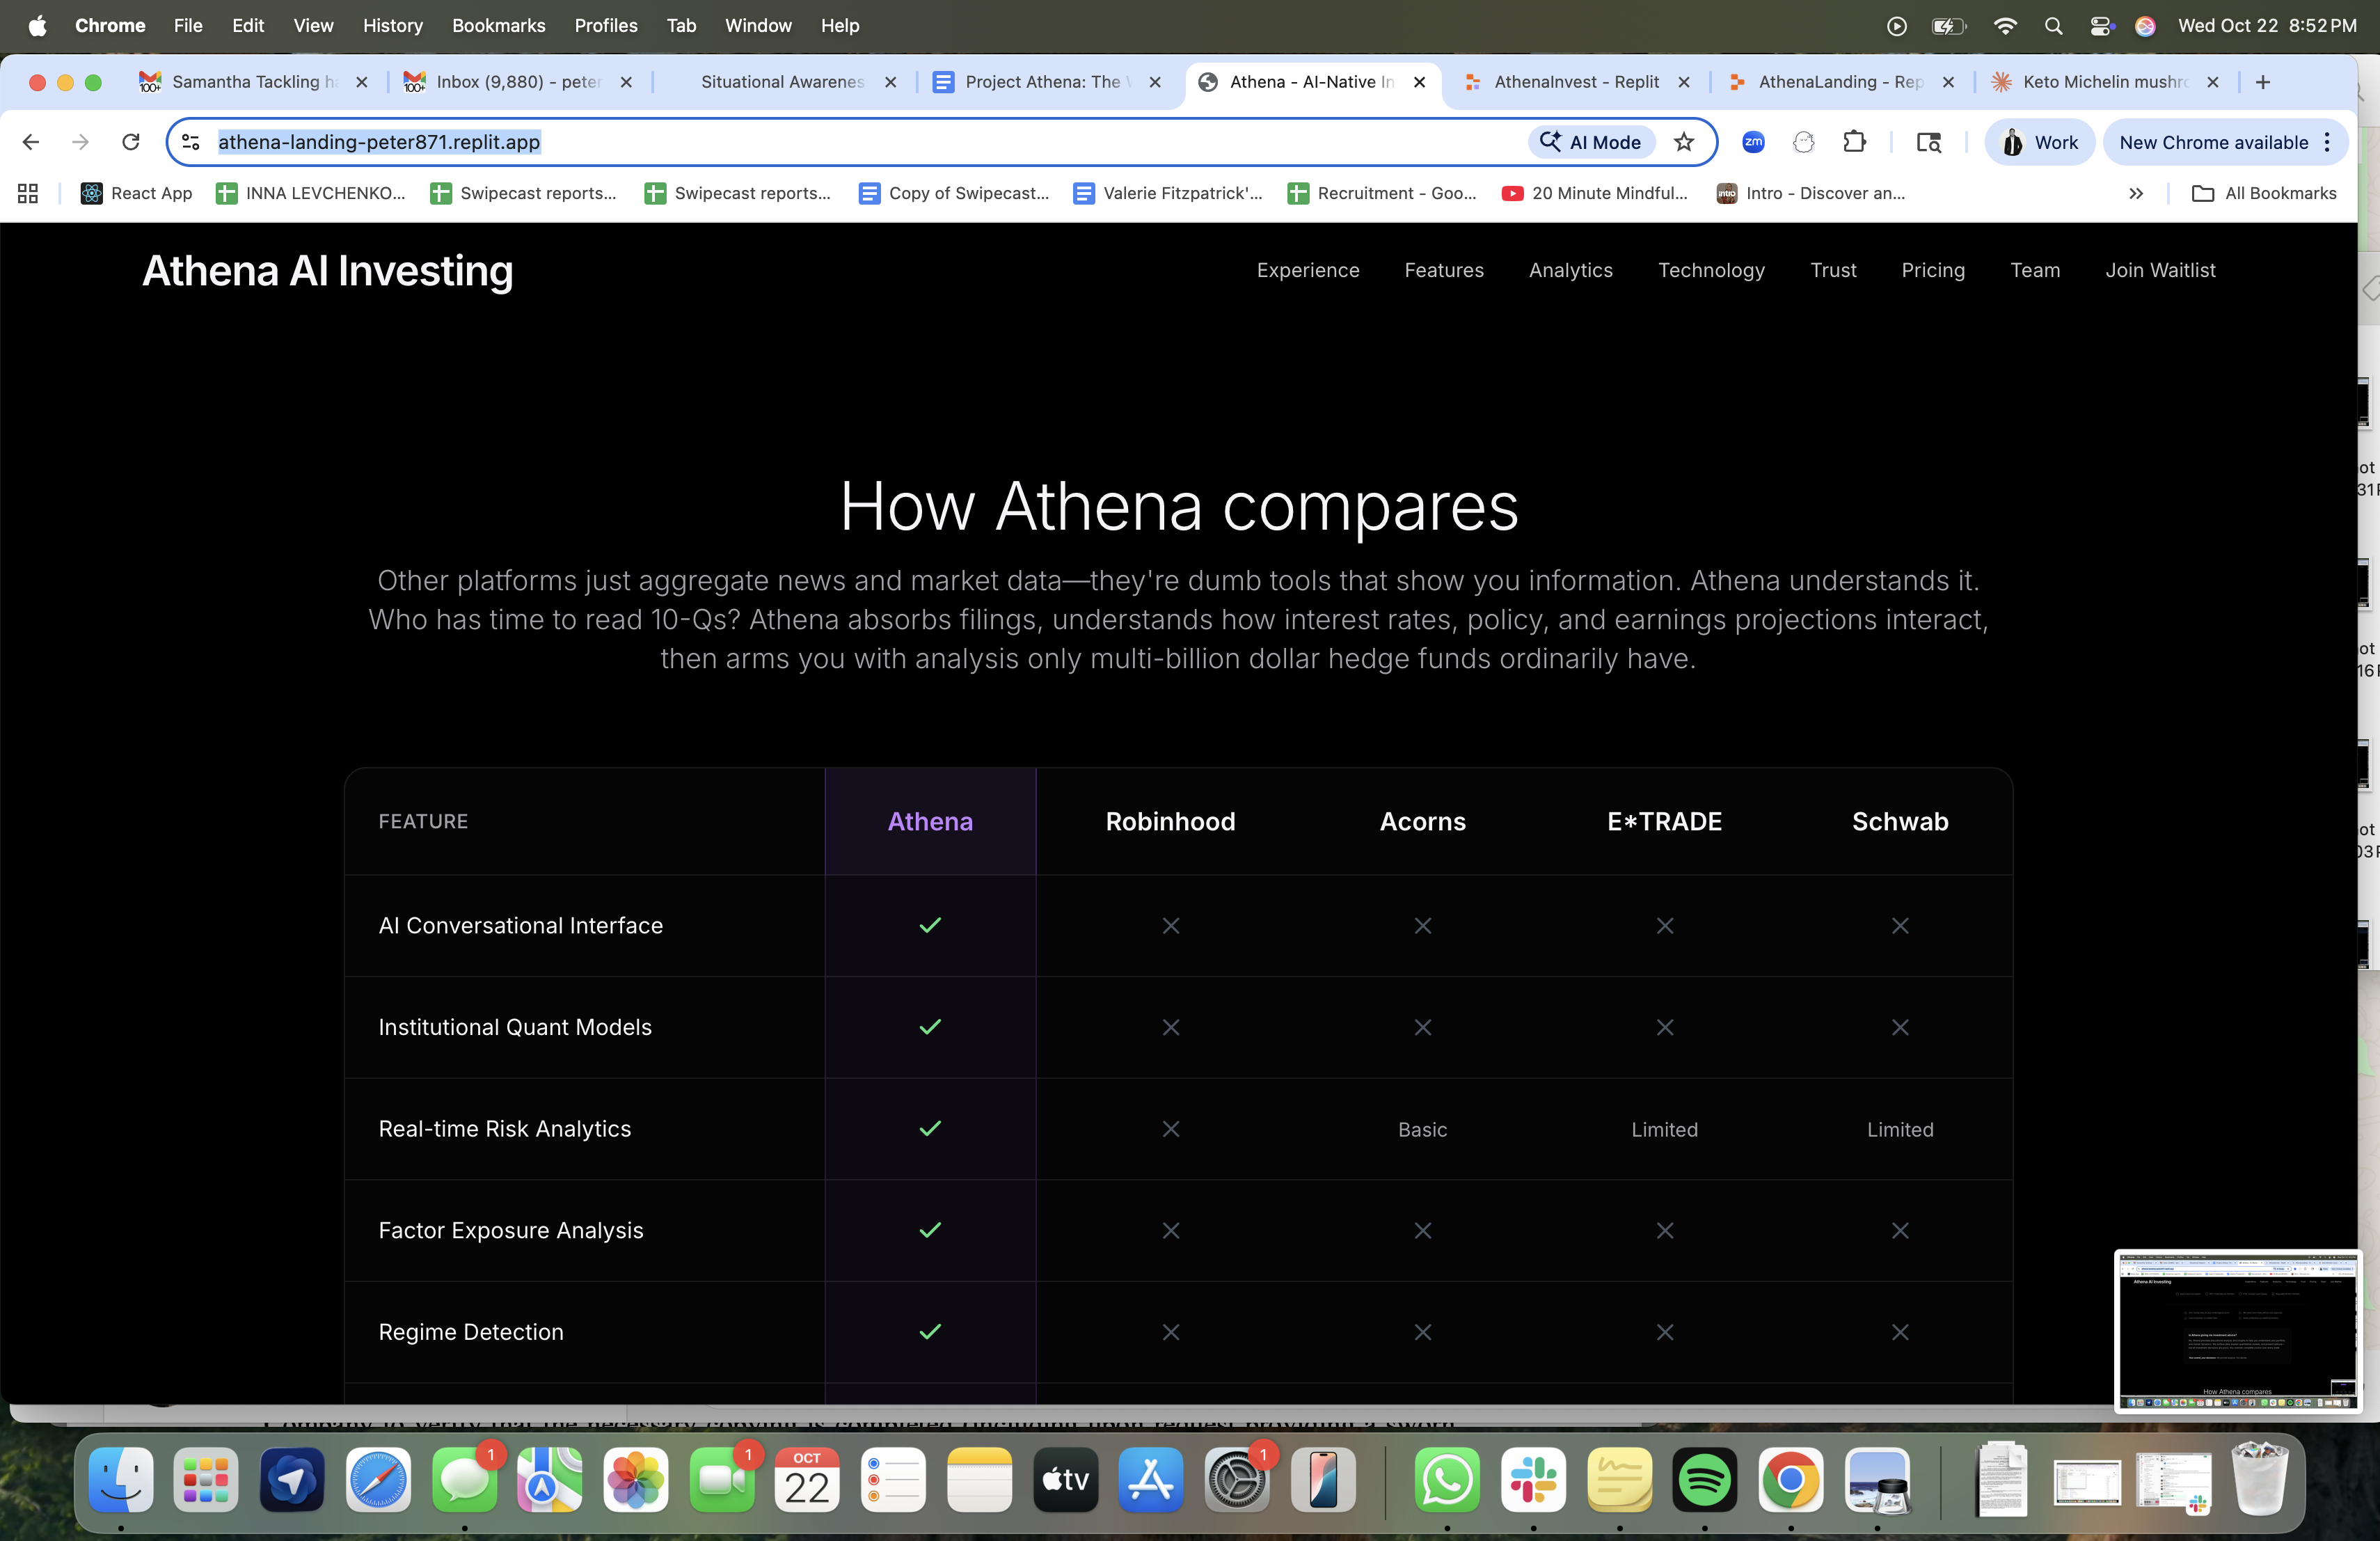 Chrome File Edit View History Bookmarks Profiles Tab Window Help Wed Oct 22 8:52 PM
Samantha Tackling ha Inbox (9,880) - peter Situational Awarenes Project Athena: The Athena - AI-Native In AthenaInvest - Replit AthenaLanding - Rep Keto Michelin mushro
athena-landing-peter871.replit.app AI Mode zm Work New Chrome available
React App INNA LEVCHENKO... Swipecast reports... Swipecast reports... Copy of Swipecast... Valerie Fitzpatrick'... Recruitment - Goo... 20 Minute Mindful... intro Intro - Discover an... All Bookmarks
Athena AI Investing Experience Features Analytics Technology Trust Pricing Team Join Waitlist
How Athena compares
Other platforms just aggregate news and market data—they're dumb tools that show you information. Athena understands it.
Who has time to read 10-Qs? Athena absorbs filings, understands how interest rates, policy, and earnings projections interact,
then arms you with analysis only multi-billion dollar hedge funds ordinarily have.
FEATURE Athena Robinhood Acorns E*TRADE Schwab
AI Conversational Interface
Institutional Quant Models
Real-time Risk Analytics Basic Limited Limited
Factor Exposure Analysis
Regime Detection
How Athena compares
1 1 OCT 22 tv 1